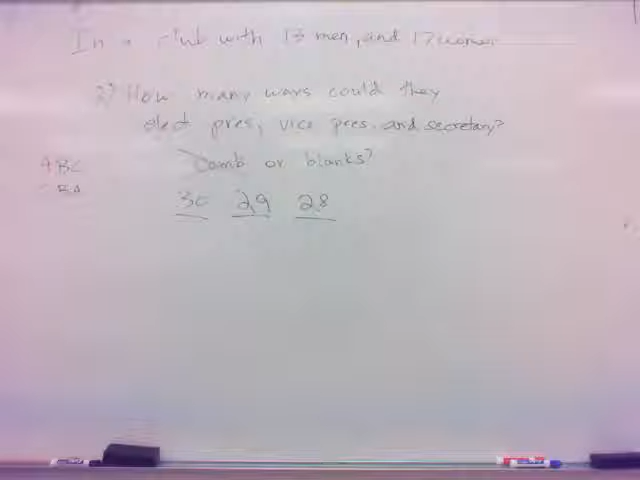 In a club with 13 men, and 17 women
2) How many ways could they
elect pres, vice pres. and secretary?
Comb or blanks?
ABC
30 29 28